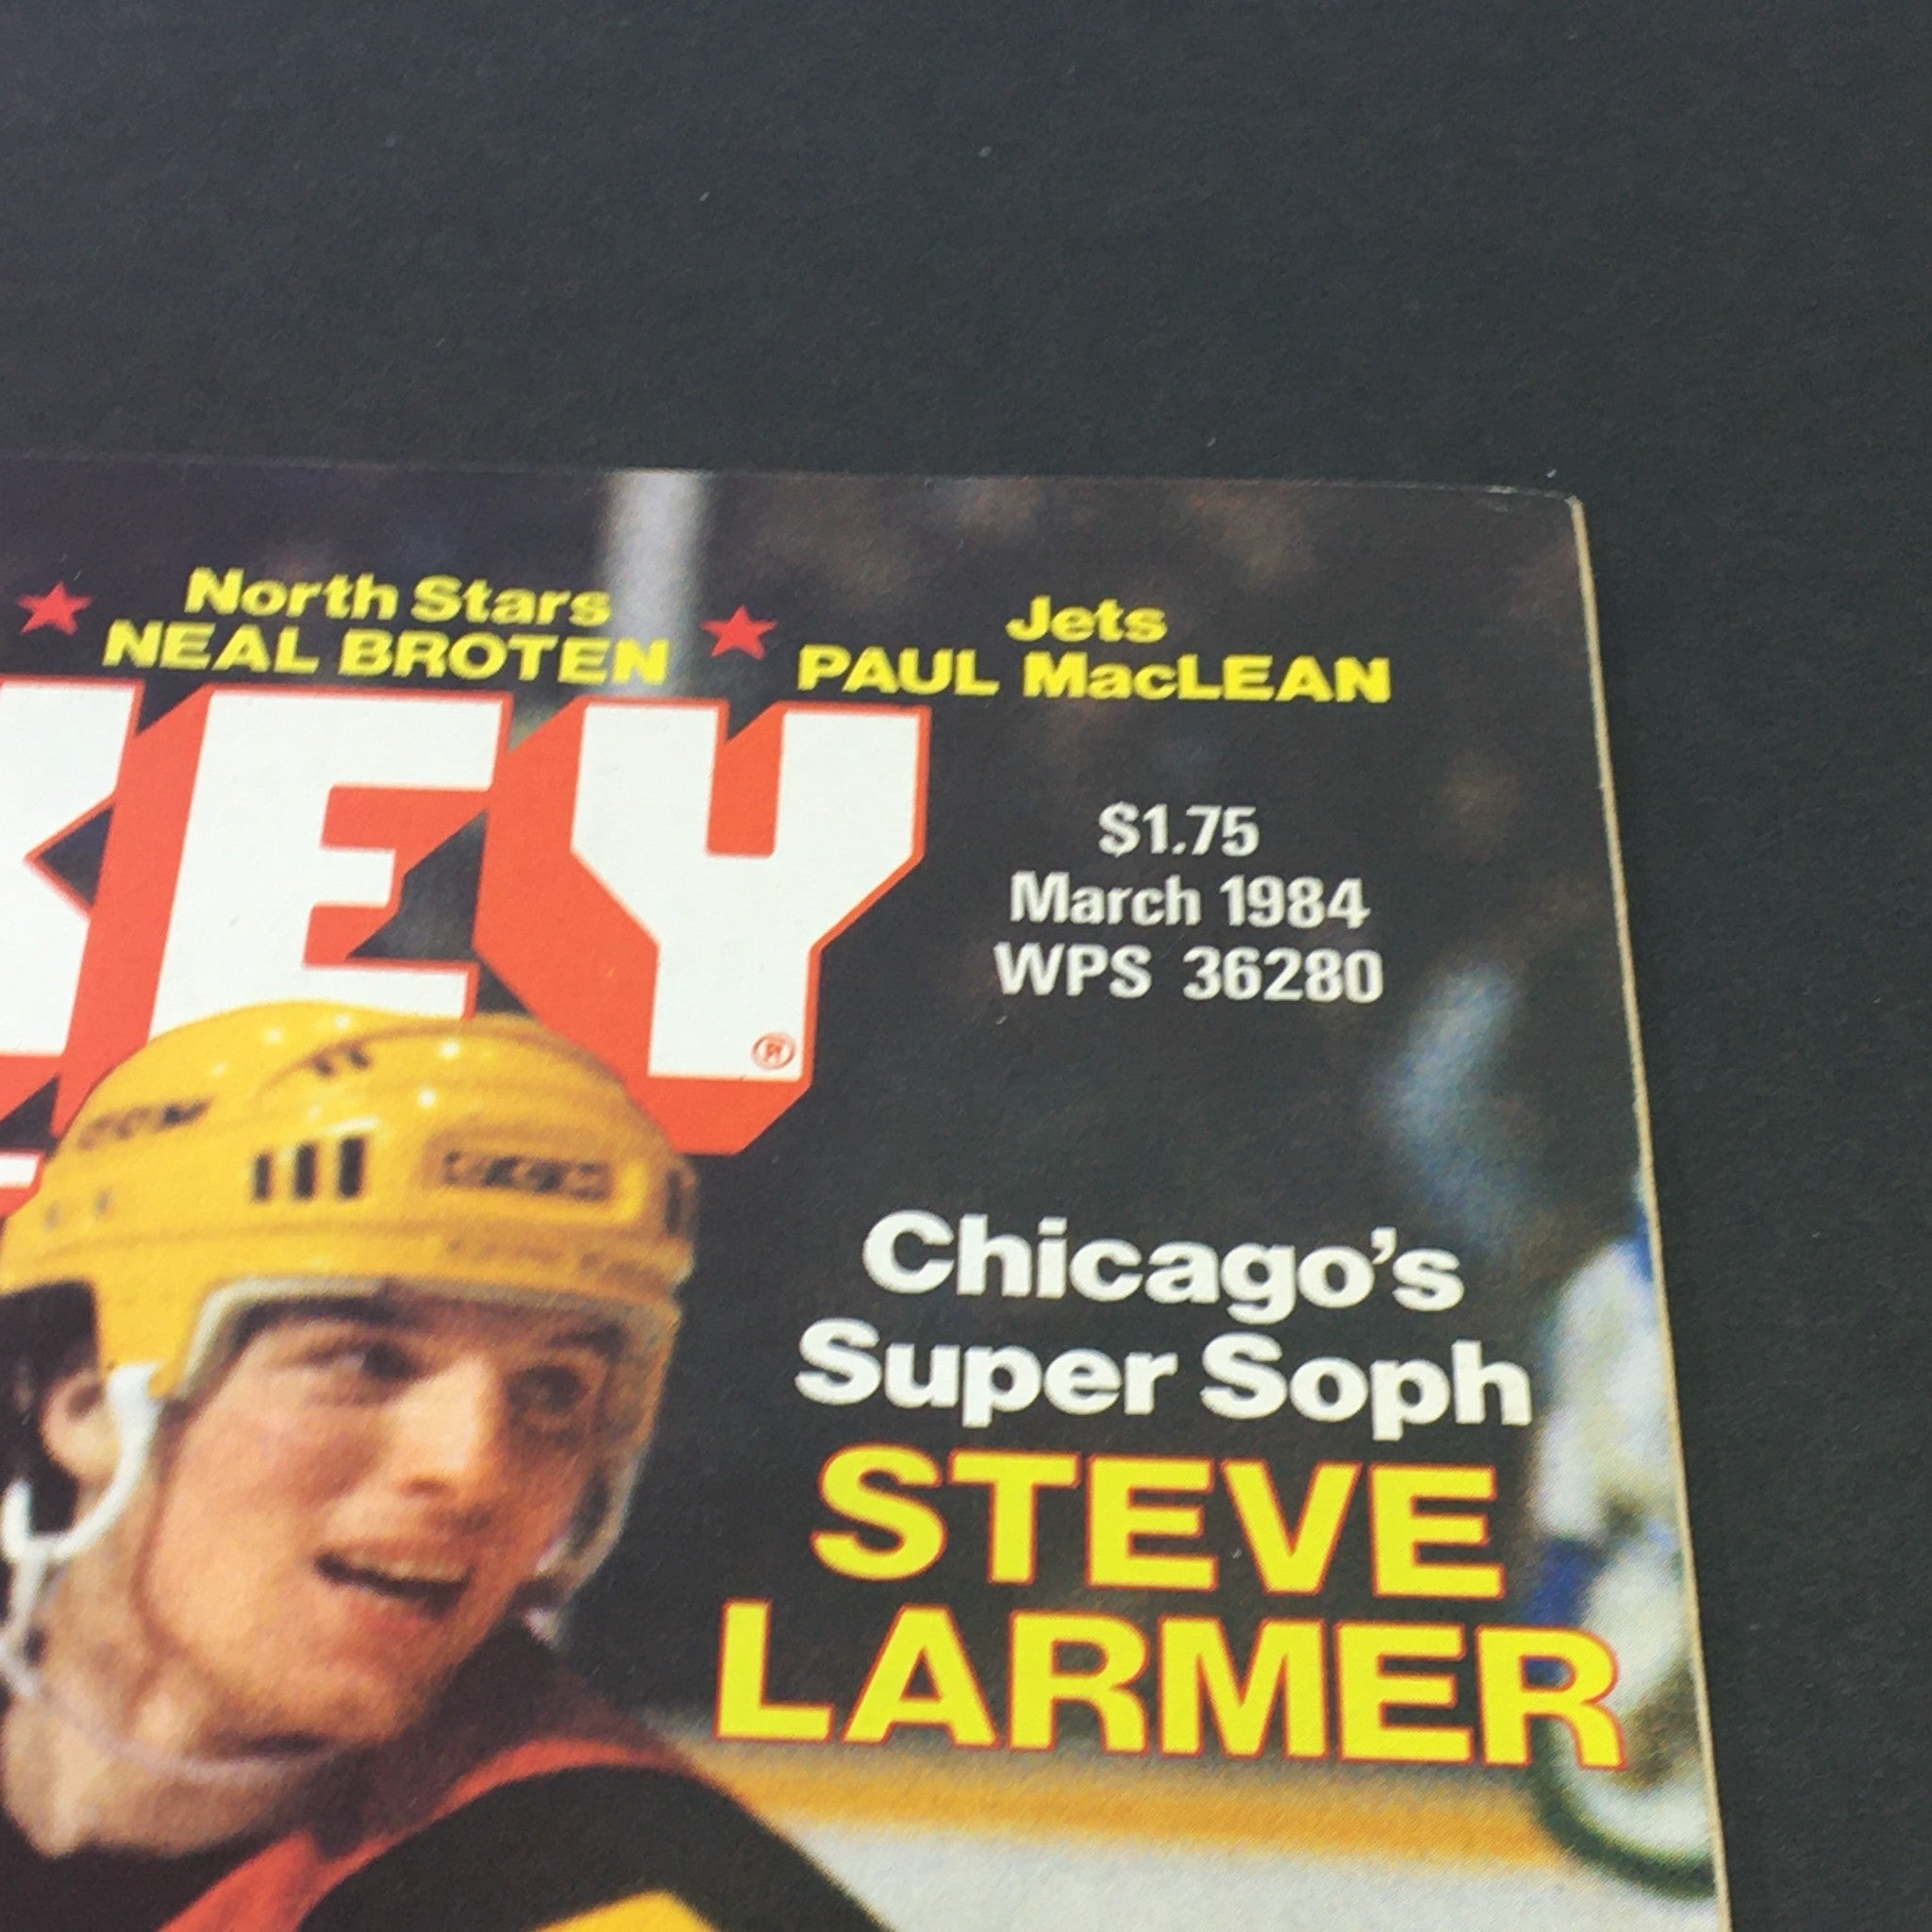 North Stars
NEAL BROTEN
Jets
PAUL MacLEAN
KEY
$1.75
March 1984
WPS 36280
Chicago's
Super Soph
STEVE
LARMER